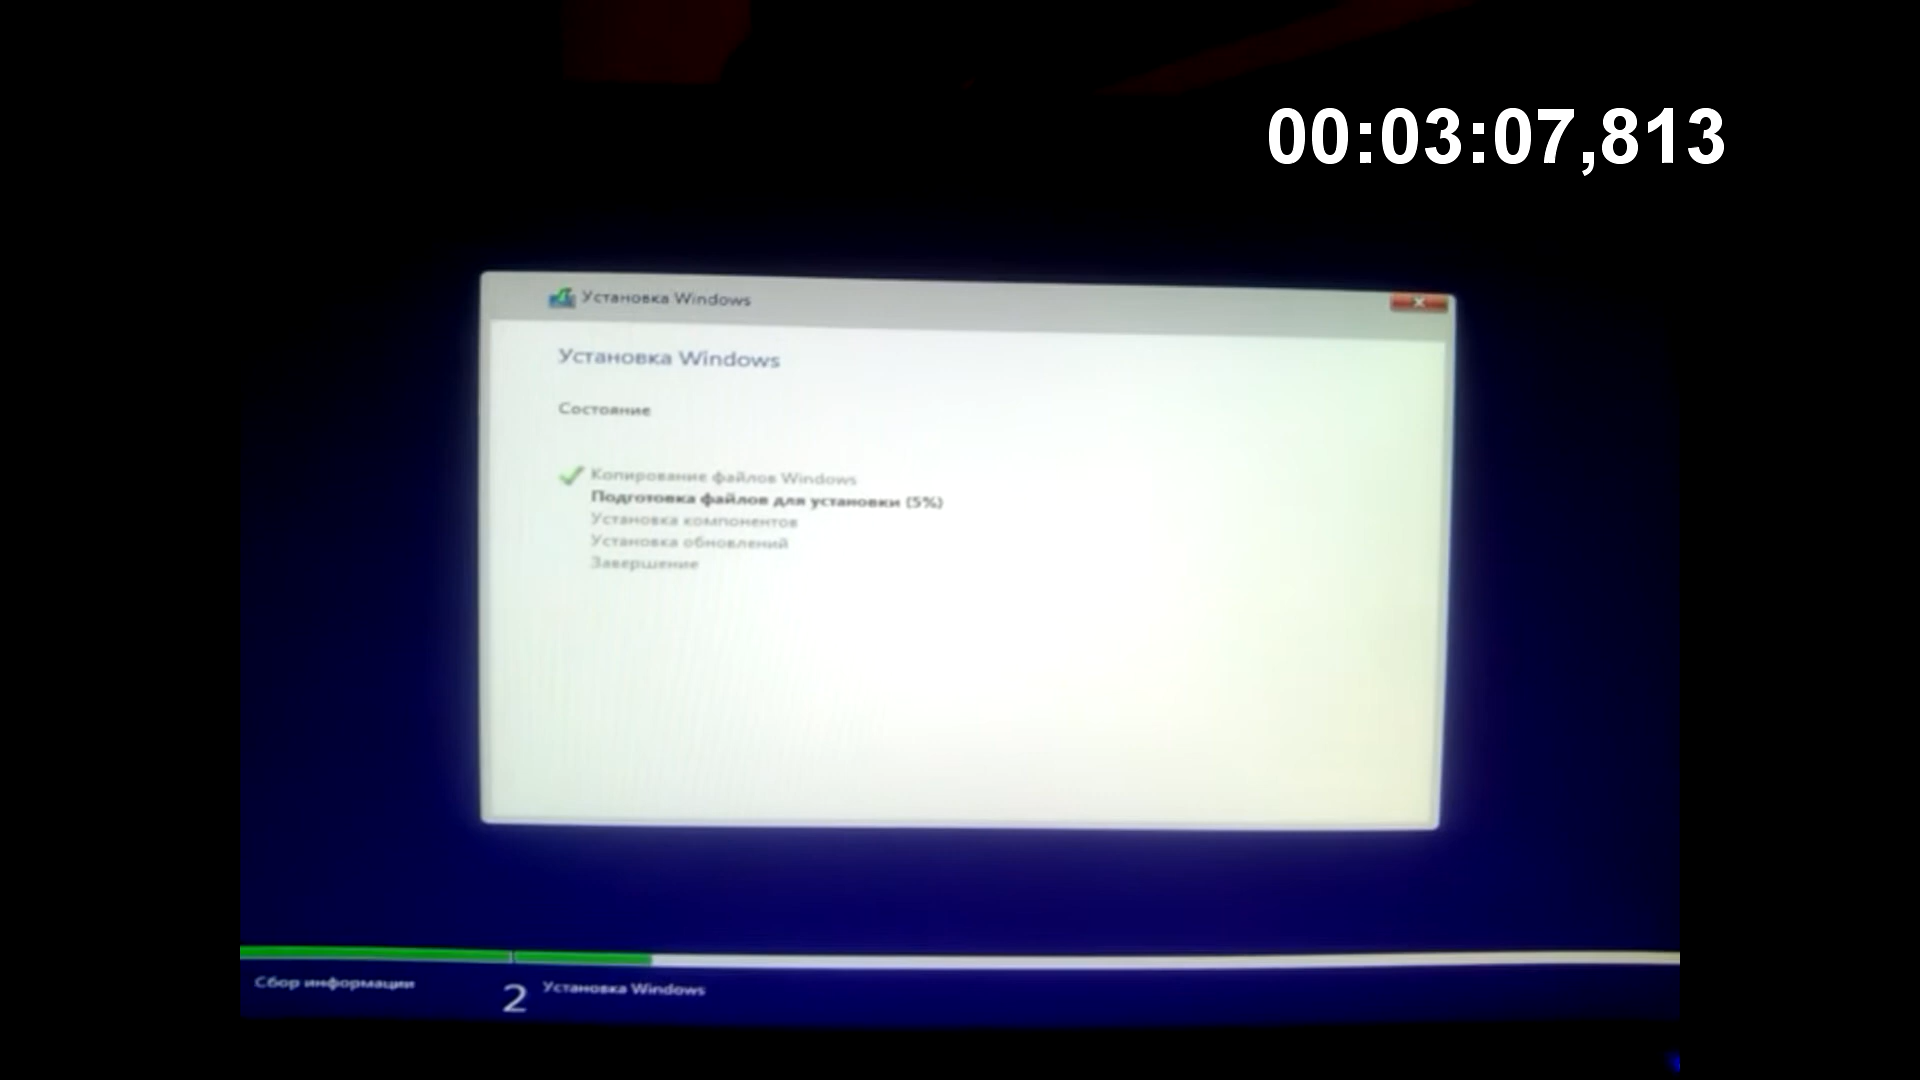 00:03:07,813
Установка Windows
Установка Windows
Состояние
Копирование файлов Windows
Подготовка файлов для установки (5%)
Установка компонентов
Установка обновлений
Завершение
Сбор информации
2 Установка Windows